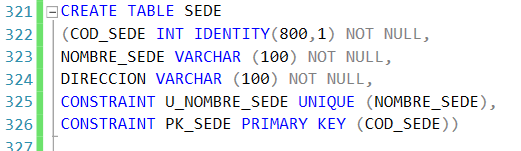 321 CREATE TABLE SEDE
322 (COD_SEDE INT IDENTITY(800,1) NOT NULL,
323 NOMBRE_SEDE VARCHAR (100) NOT NULL,
324 DIRECCION VARCHAR (100) NOT NULL,
325 CONSTRAINT U_NOMBRE_SEDE UNIQUE (NOMBRE_SEDE),
326 CONSTRAINT PK_SEDE PRIMARY KEY (COD_SEDE))
327